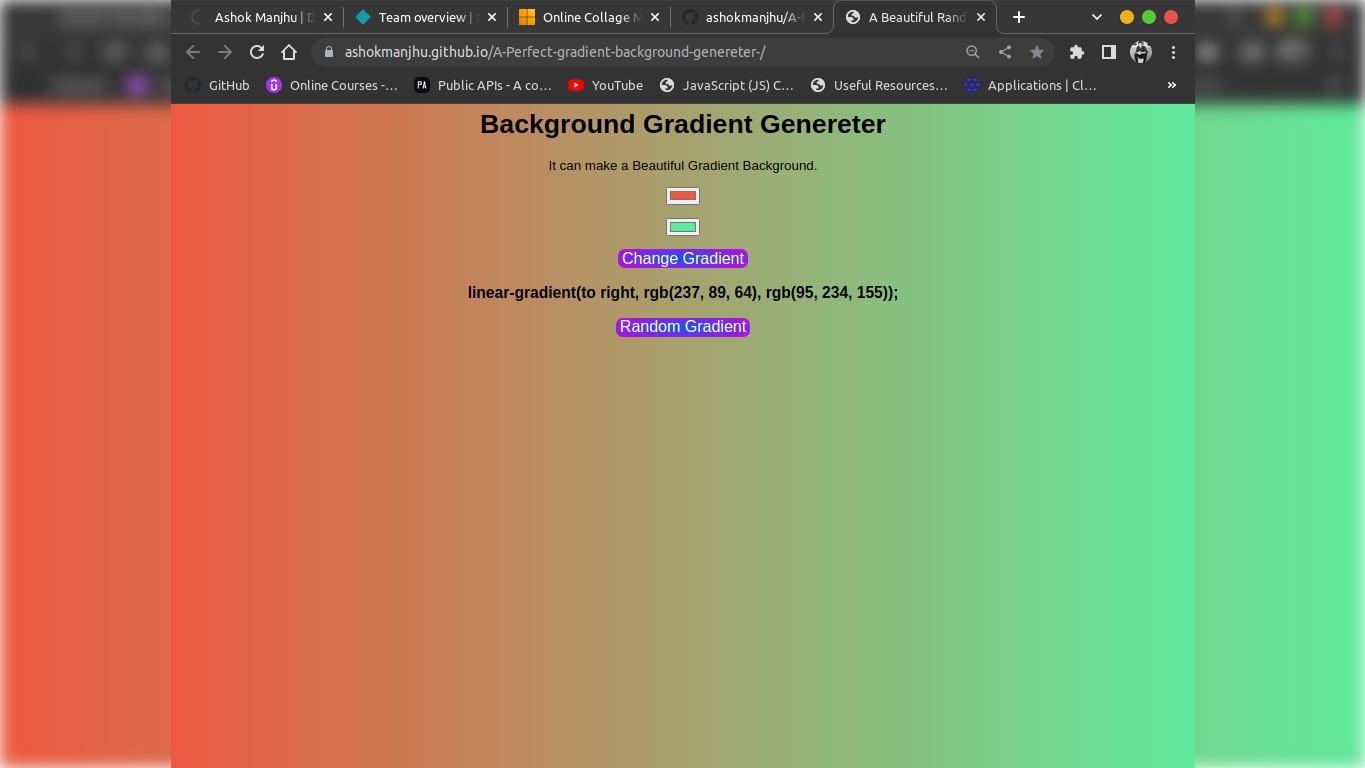 Ashok Manjhu | D
Team overview |
Online Collage M
ashokmanjhu/A-P
A Beautiful Rand
ashokmanjhu.github.io/A-Perfect-gradient-background-genereter-/
GitHub
Online Courses -...
PA
Public APIs - A co...
YouTube
JavaScript (JS) C...
Useful Resources...
Applications | Cl...
Background Gradient Genereter
It can make a Beautiful Gradient Background.
Change Gradient
linear-gradient(to right, rgb(237, 89, 64), rgb(95, 234, 155));
Random Gradient